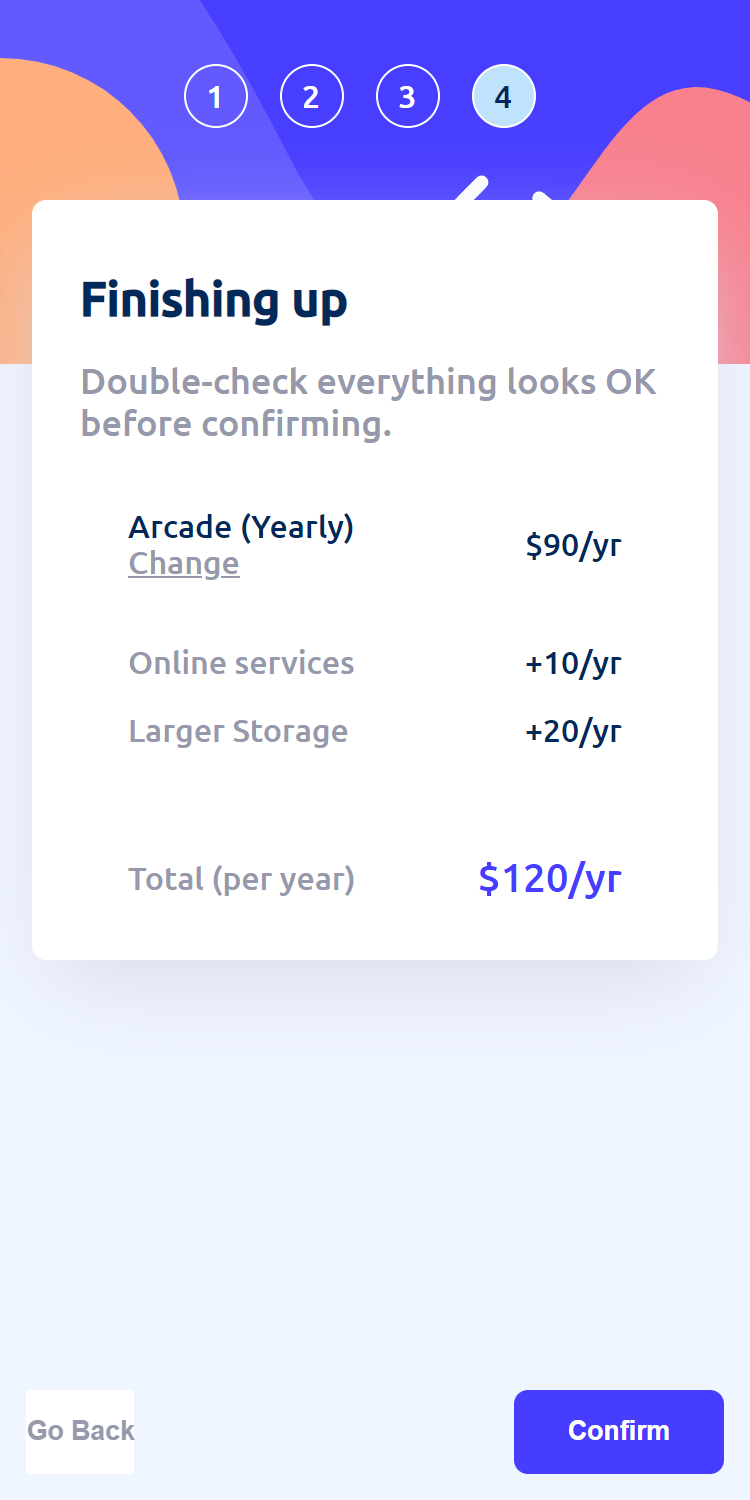 1 2 3 4
Finishing up
Double-check everything looks OK
before confirming.
Arcade (Yearly)
Change
$90/yr
Online services +10/yr
Larger Storage +20/yr
Total (per year) $120/yr
Go Back Confirm